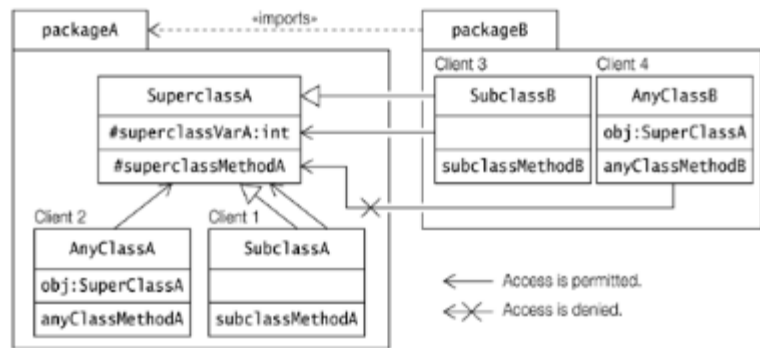 «imports»
packageA
packageB
Client 3
Client 4
SuperclassA
SubclassB
AnyClassB
#superclassVarA:int
obj:SuperClassA
#superclassMethodA
subclassMethodB
anyClassMethodB
Client 2
Client 1
AnyClassA
SubclassA
obj:SuperClassA
anyClassMethodA
subclassMethodA
Access is permitted.
Access is denied.